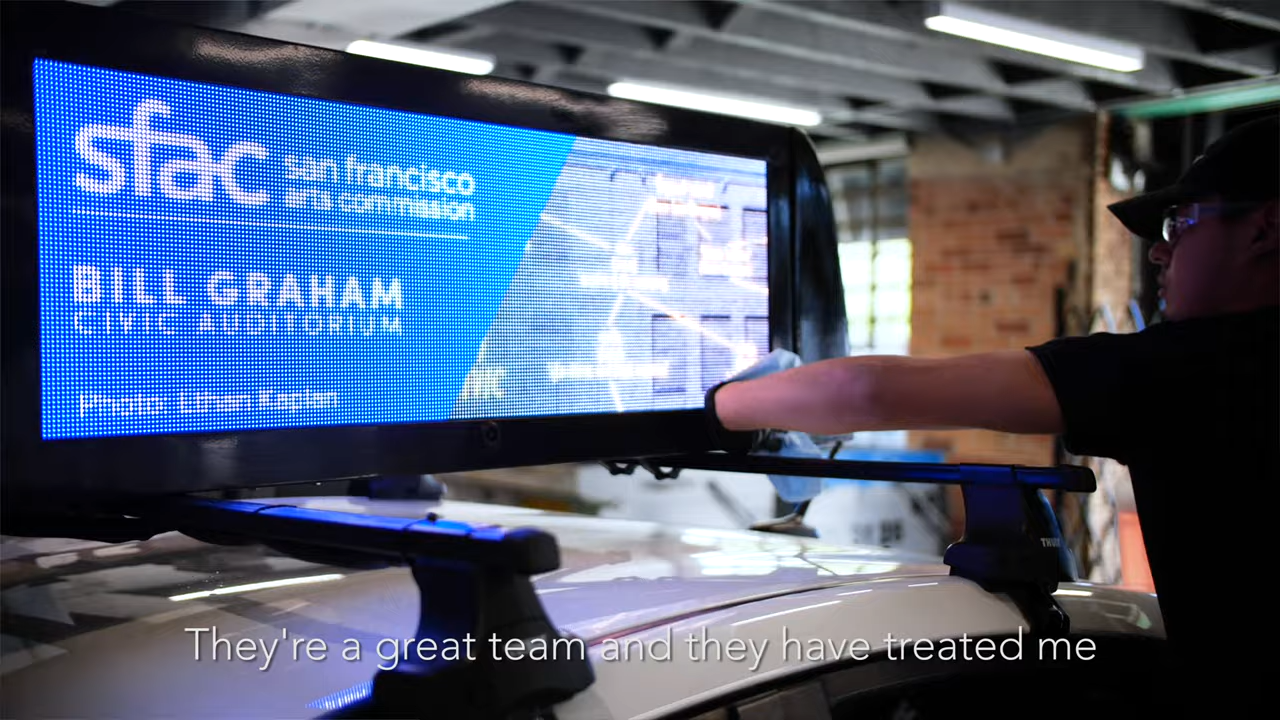 sfac
san francisco
arts commission
BILL GRAHAM
CIVIC AUDITORIUM
Photo: Ethan Kaplan
THULE
They're a great team and they have treated me